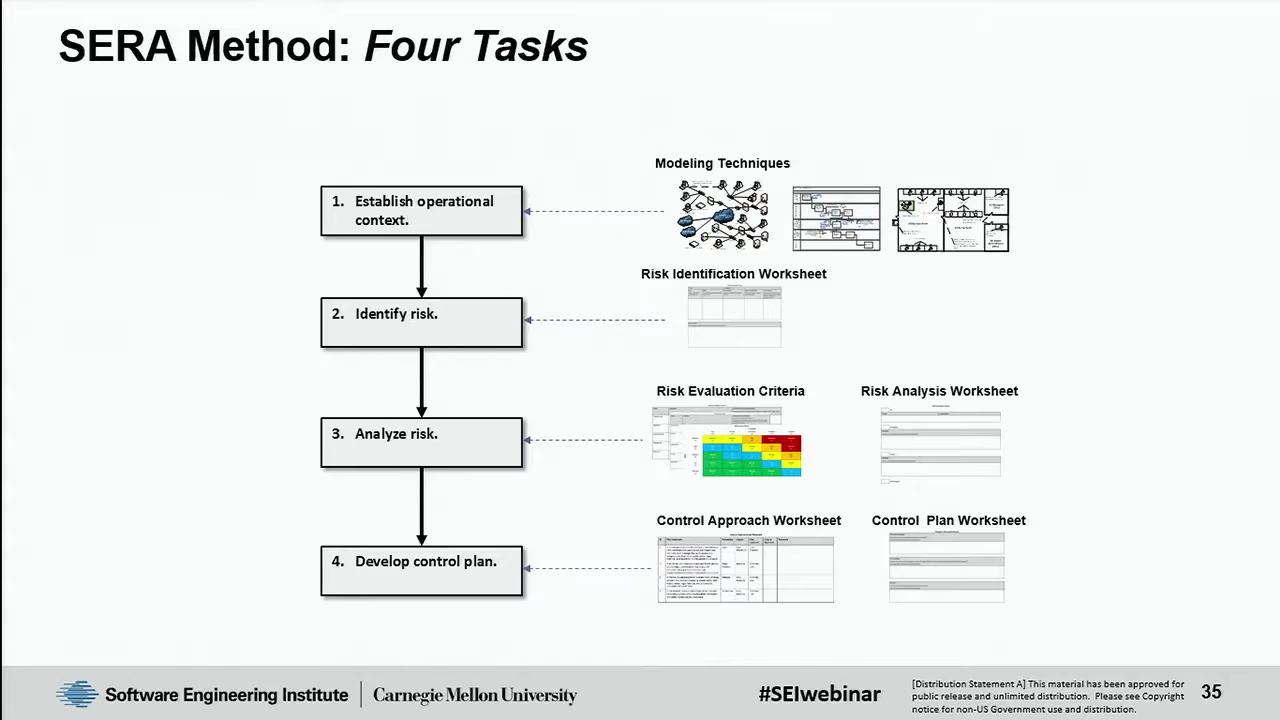 SERA Method: Four Tasks
Modeling Techniques
1. Establish operational
context.
Risk Identification Worksheet
2. Identify risk.
Risk Evaluation Criteria
Risk Analysis Worksheet
3. Analyze risk.
Control Approach Worksheet
Control Plan Worksheet
4. Develop control plan.
Software Engineering Institute
Carnegie Mellon University
#SEIwebinar
[Distribution Statement A] This material has been approved for
public release and unlimited distribution. Please see Copyright
notice for non-US Government use and distribution.
35